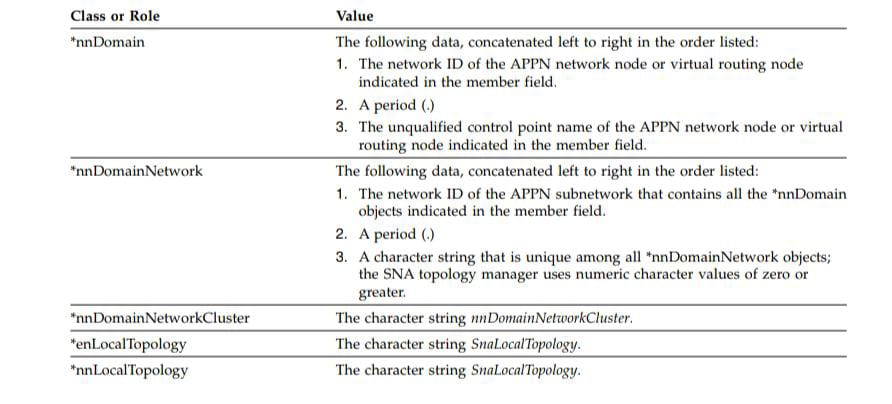 Class or Role Value
*nnDomain The following data, concatenated left to right in the order listed:
1. The network ID of the APPN network node or virtual routing node
indicated in the member field.
2. A period (.)
3. The unqualified control point name of the APPN network node or virtual
routing node indicated in the member field.
*nnDomainNetwork The following data, concatenated left to right in the order listed:
1. The network ID of the APPN subnetwork that contains all the *nnDomain
objects indicated in the member field.
2. A period (.)
3. A character string that is unique among all *nnDomainNetwork objects;
the SNA topology manager uses numeric character values of zero or
greater.
*nnDomainNetworkCluster The character string nnDomainNetworkCluster.
*enLocalTopology The character string SnaLocalTopology.
*nnLocalTopology The character string SnaLocalTopology.